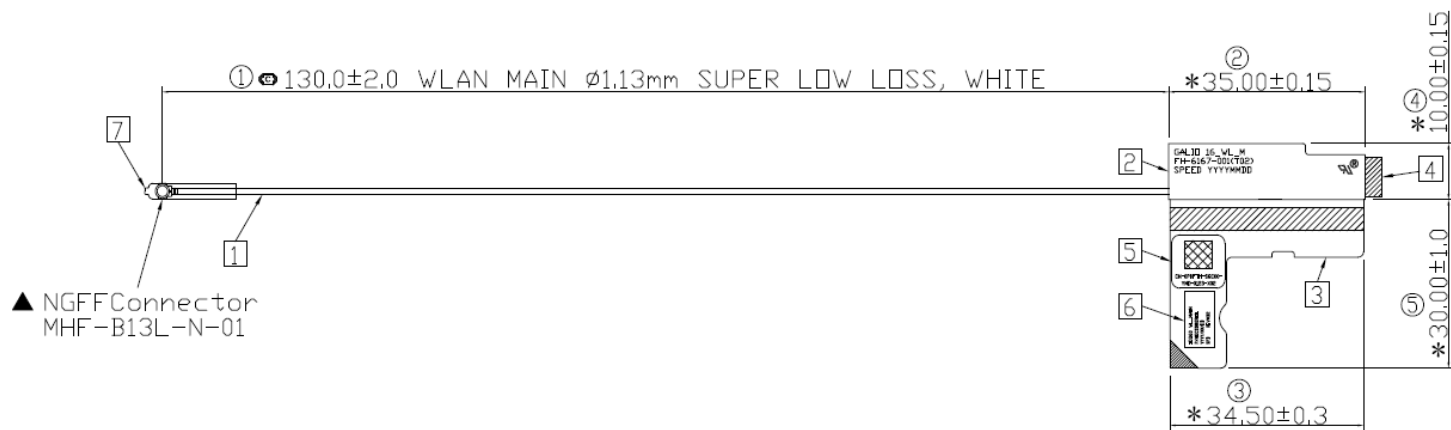 ① 130.0±2.0 WLAN MAIN Ø1.13mm SUPER LOW LOSS, WHITE
②
*35.00±0.15
④
*10.00±0.15
7
2
GALIO 16_WL_M
FH-6167-001(T02)
SPEED YYYYMMDD
4
1
5
3
6
▲ NGFFConnector
MHF-B13L-N-01
⑤
*30.00±1.0
③
*34.50±0.3